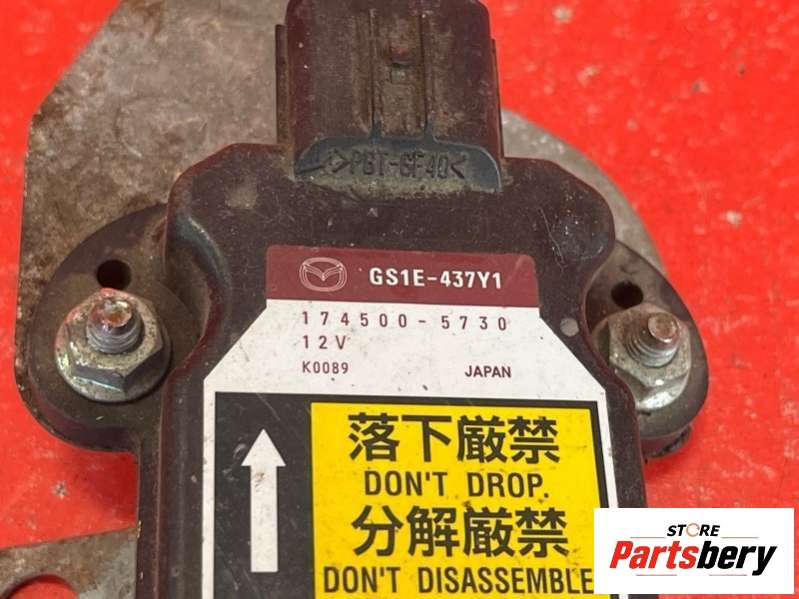 >PBT-GF40<
GS1E-437Y1
174500-5730
12V
K0089 JAPAN
落下厳禁
DON'T DROP.
分解厳禁
DON'T DISASSEMBLE
STORE
Partsbery